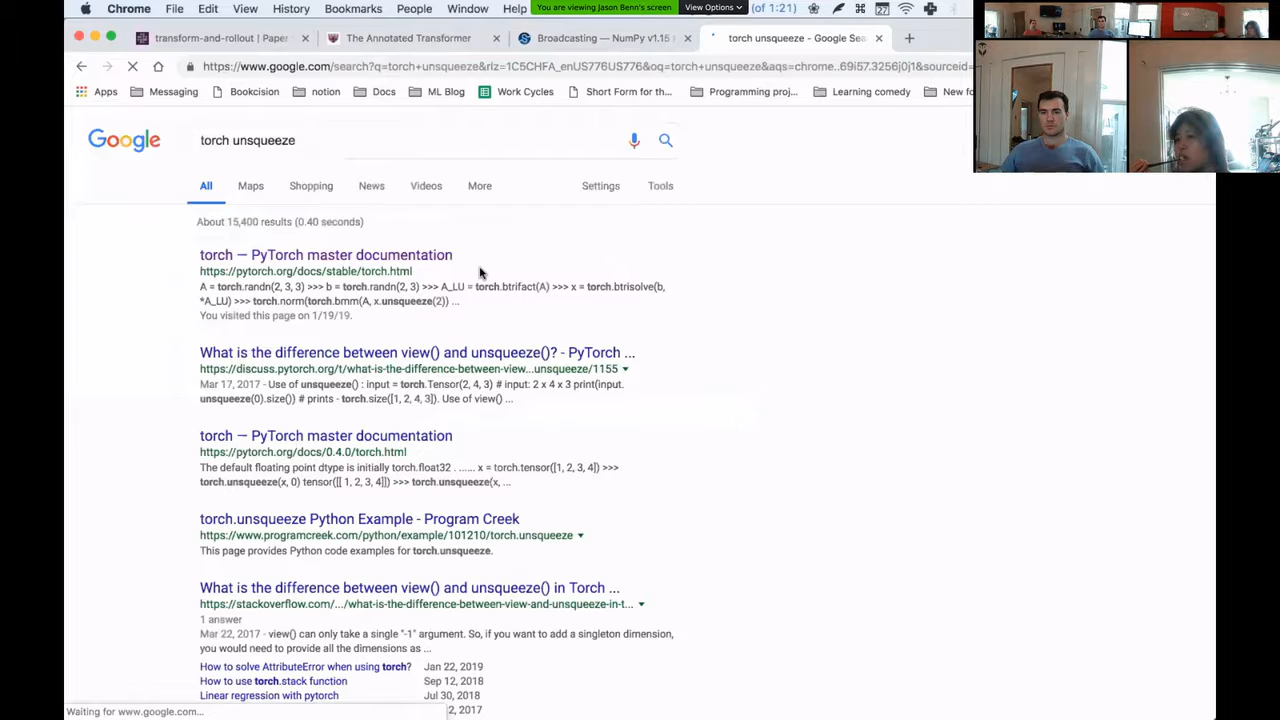 Chrome File Edit View History Bookmarks People Window Help
You are viewing Jason Benn's screen View Options (of 1:21)
transform-and-rollout // Pape × The Annotated Transformer × Broadcasting — NumPy v1.15 × torch unsqueeze - Google Sea ×
https://www.google.com/search?q=torch+unsqueeze&rlz=1C5CHFA_enUS776US776&oq=torch+unsqueeze&aqs=chrome..69i57.3256j0j1&sourceid=
Apps Messaging Bookcision notion Docs ML Blog Work Cycles Short Form for th... Programming proj... Learning comedy New fo
Google
torch unsqueeze
All Maps Shopping News Videos More Settings Tools
About 15,400 results (0.40 seconds)
torch — PyTorch master documentation
https://pytorch.org/docs/stable/torch.html
A = torch.randn(2, 3, 3) >>> b = torch.randn(2, 3) >>> A_LU = torch.btrifact(A) >>> x = torch.btrisolve(b,
*A_LU) >>> torch.norm(torch.bmm(A, x.unsqueeze(2)) ...
You visited this page on 1/19/19.
What is the difference between view() and unsqueeze()? - PyTorch ...
https://discuss.pytorch.org/t/what-is-the-difference-between-view...unsqueeze/1155
Mar 17, 2017 - Use of unsqueeze() : input = torch.Tensor(2, 4, 3) # input: 2 x 4 x 3 print(input.
unsqueeze(0).size()) # prints - torch.size([1, 2, 4, 3]). Use of view() ...
torch — PyTorch master documentation
https://pytorch.org/docs/0.4.0/torch.html
The default floating point dtype is initially torch.float32 . ...... x = torch.tensor([1, 2, 3, 4]) >>>
torch.unsqueeze(x, 0) tensor([[ 1, 2, 3, 4]]) >>> torch.unsqueeze(x, ...
torch.unsqueeze Python Example - Program Creek
https://www.programcreek.com/python/example/101210/torch.unsqueeze
This page provides Python code examples for torch.unsqueeze.
What is the difference between view() and unsqueeze() in Torch ...
https://stackoverflow.com/.../what-is-the-difference-between-view-and-unsqueeze-in-t...
1 answer
Mar 22, 2017 - view() can only take a single "-1" argument. So, if you want to add a singleton dimension,
you would need to provide all the dimensions as ...
How to solve AttributeError when using torch? Jan 22, 2019
How to use torch.stack function Sep 12, 2018
Linear regression with pytorch Jul 30, 2018
2, 2017
Waiting for www.google.com...